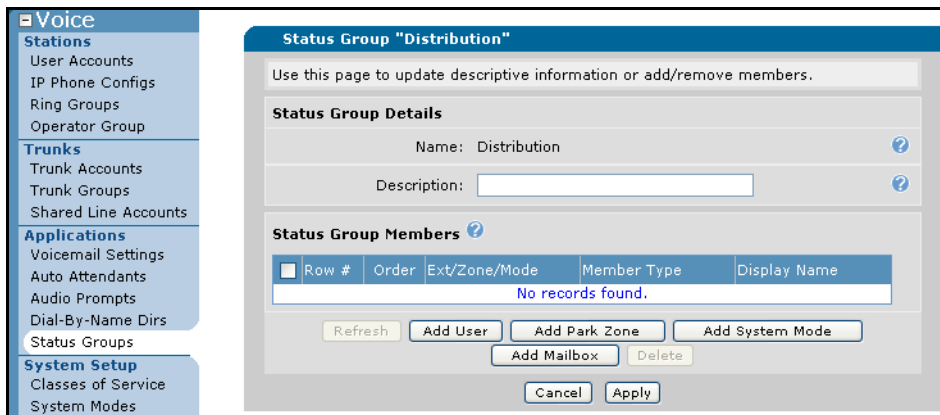 Voice
Stations
User Accounts
IP Phone Configs
Ring Groups
Operator Group
Trunks
Trunk Accounts
Trunk Groups
Shared Line Accounts
Applications
Voicemail Settings
Auto Attendants
Audio Prompts
Dial-By-Name Dirs
Status Groups
System Setup
Classes of Service
System Modes
Status Group "Distribution"
Use this page to update descriptive information or add/remove members.
Status Group Details
Name: Distribution ?
Description: ?
Status Group Members ?
Row # Order Ext/Zone/Mode Member Type Display Name
No records found.
Refresh Add User Add Park Zone Add System Mode
Add Mailbox Delete
Cancel Apply